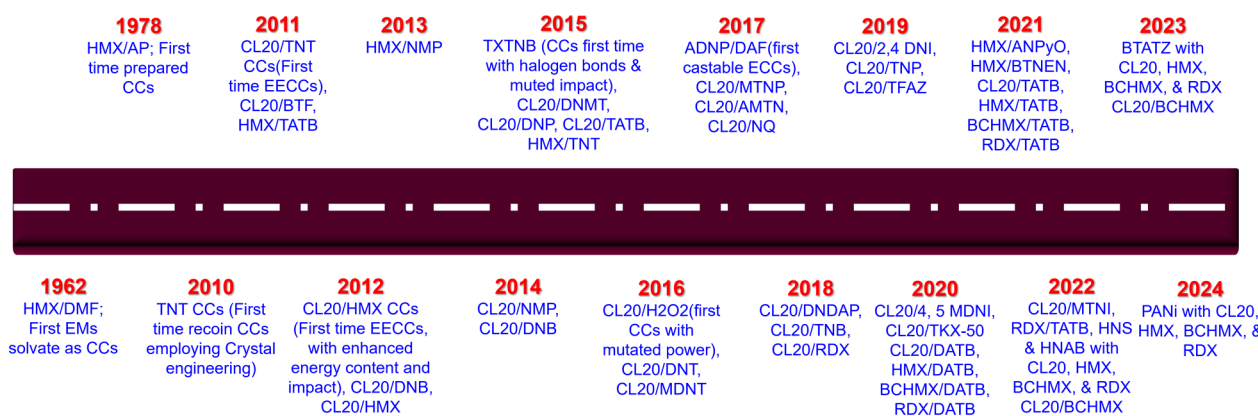 1978
HMX/AP; First
time prepared
CCs
2011
CL20/TNT
CCs(First
time EECCs),
CL20/BTF,
HMX/TATB
2013
HMX/NMP
2015
TXTNB (CCs first time
with halogen bonds &
muted impact),
CL20/DNMT,
CL20/DNP, CL20/TATB,
HMX/TNT
2017
ADNP/DAF(first
castable ECCs),
CL20/MTNP,
CL20/AMTN,
CL20/NQ
2019
CL20/2,4 DNI,
CL20/TNP,
CL20/TFAZ
2021
HMX/ANPyO,
HMX/BTNEN,
CL20/TATB,
HMX/TATB,
BCHMX/TATB,
RDX/TATB
2023
BTATZ with
CL20, HMX,
BCHMX, & RDX
CL20/BCHMX
1962
HMX/DMF;
First EMs
solvate as CCs
2010
TNT CCs (First
time recoin CCs
employing Crystal
engineering)
2012
CL20/HMX CCs
(First time EECCs,
with enhanced
energy content and
impact), CL20/DNB,
CL20/HMX
2014
CL20/NMP,
CL20/DNB
2016
CL20/H2O2(first
CCs with
mutated power),
CL20/DNT,
CL20/MDNT
2018
CL20/DNDAP,
CL20/TNB,
CL20/RDX
2020
CL20/4, 5 MDNI,
CL20/TKX-50
CL20/DATB,
HMX/DATB,
BCHMX/DATB,
RDX/DATB
2022
CL20/MTNI,
RDX/TATB, HNS
& HNAB with
CL20, HMX,
BCHMX, & RDX
CL20/BCHMX
2024
PANi with CL20,
HMX, BCHMX, &
RDX